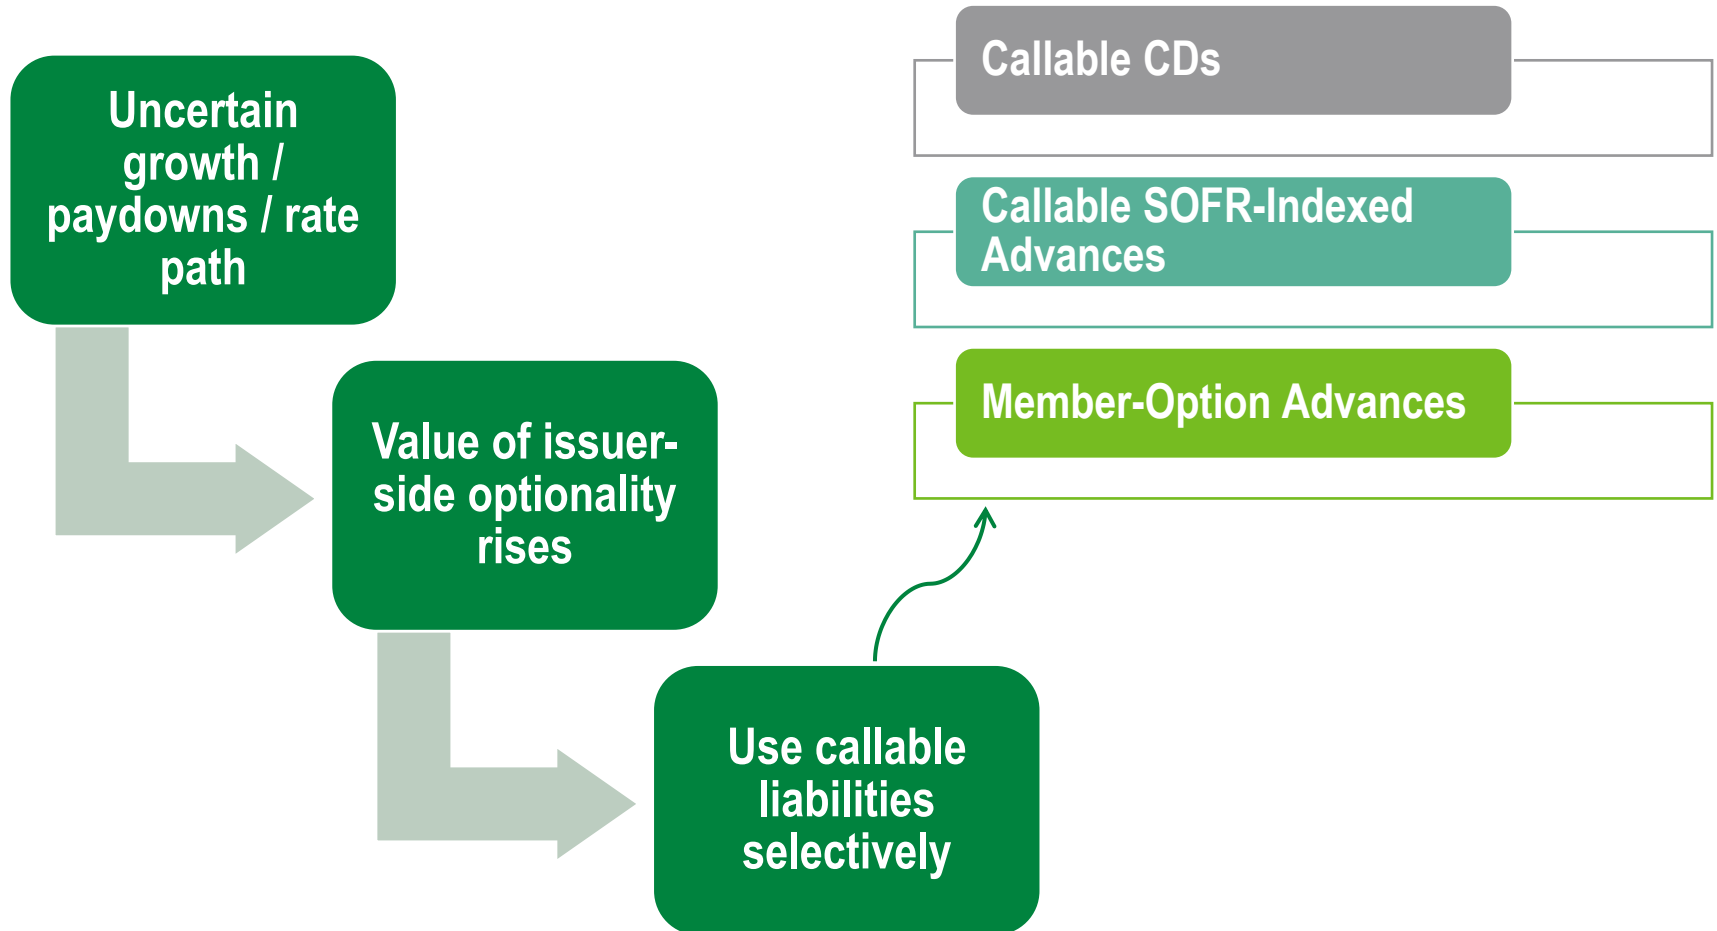 Uncertain
growth /
paydowns / rate
path
Value of issuer-
side optionality
rises
Use callable
liabilities
selectively
Callable CDs
Callable SOFR-Indexed
Advances
Member-Option Advances